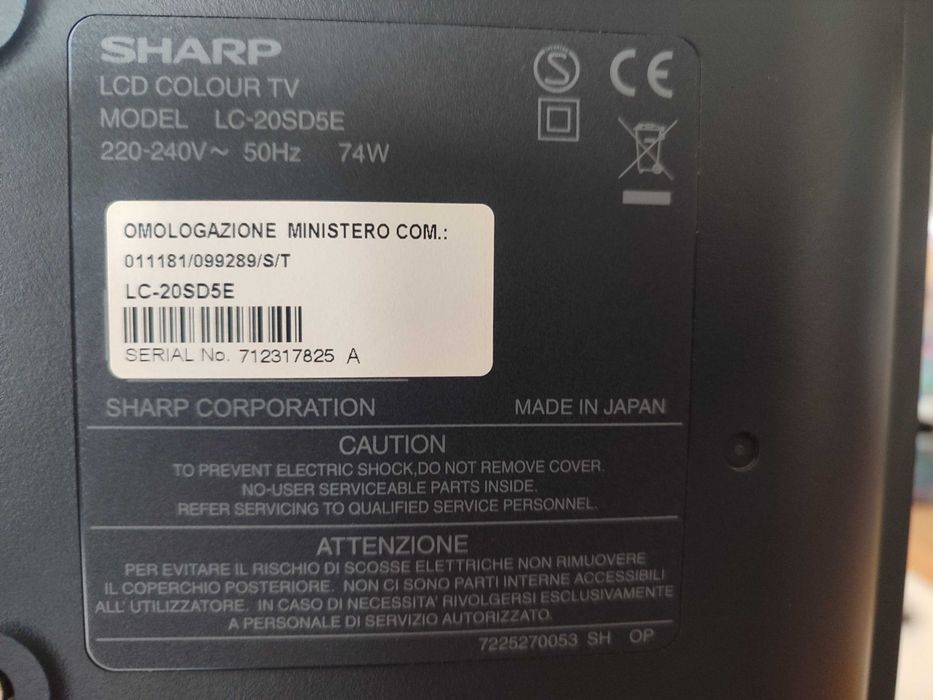 SHARP
LCD COLOUR TV
MODEL LC-20SD5E
220-240V~ 50Hz 74W
S
CE
OMOLOGAZIONE MINISTERO COM.:
011181/099289/S/T
LC-20SD5E
SERIAL No. 712317825 A
SHARP CORPORATION MADE IN JAPAN
CAUTION
TO PREVENT ELECTRIC SHOCK,DO NOT REMOVE COVER.
NO-USER SERVICEABLE PARTS INSIDE.
REFER SERVICING TO QUALIFIED SERVICE PERSONNEL.
ATTENZIONE
PER EVITARE IL RISCHIO DI SCOSSE ELETTRICHE NON RIMUOVERE
IL COPERCHIO POSTERIORE. NON CI SONO PARTI INTERNE ACCESSIBILI
ALL' UTILIZZATORE. IN CASO DI NECESSITA' RIVOLGERSI ESCLUSIVAMENTE
A PERSONALE DI SERVIZIO AUTORIZZATO.
7225270053 SH OP